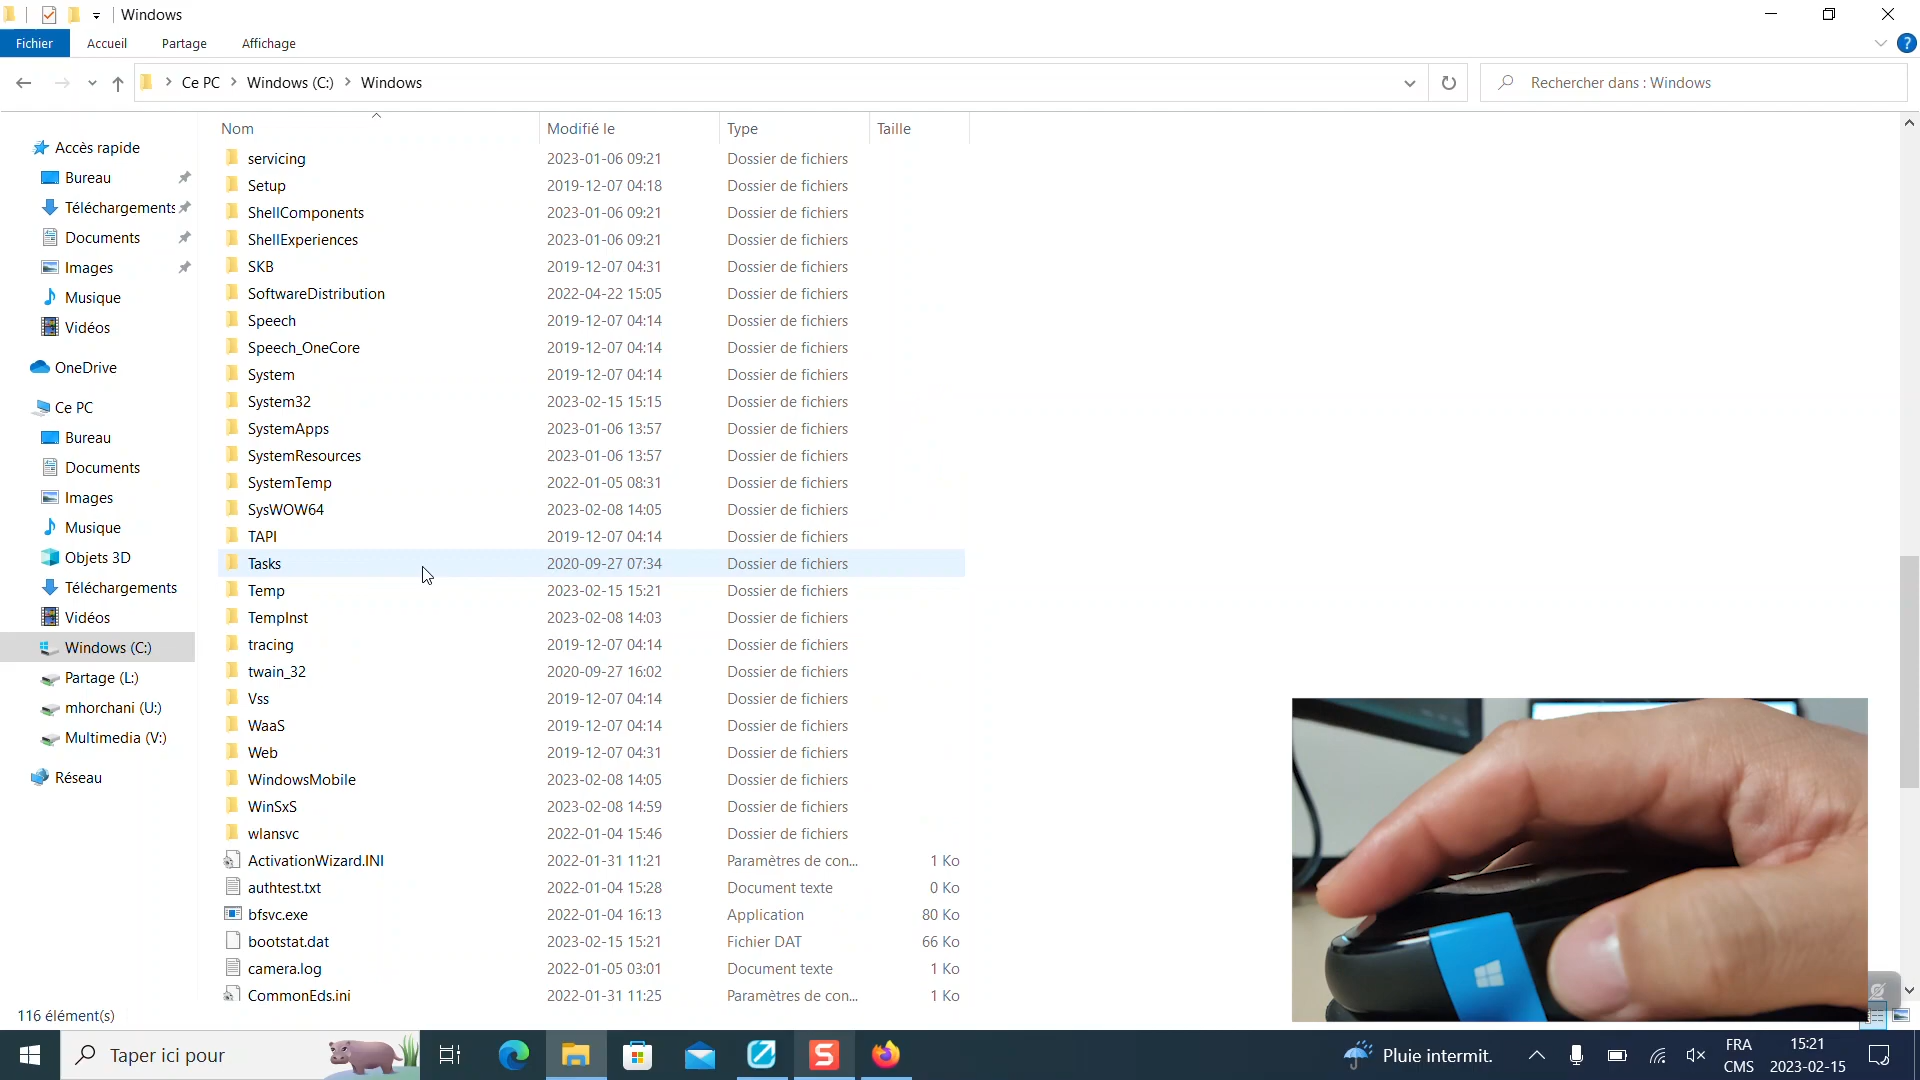 Windows
Fichier Accueil Partage Affichage
Ce PC Windows (C:) Windows
Rechercher dans : Windows
Nom Modifié le Type Taille
Accès rapide
Bureau
Téléchargements
Documents
Images
Musique
Vidéos
OneDrive
Ce PC
Bureau
Documents
Images
Musique
Objets 3D
Téléchargements
Vidéos
Windows (C:)
Partage (L:)
mhorchani (U:)
Multimedia (V:)
Réseau
servicing 2023-01-06 09:21 Dossier de fichiers
Setup 2019-12-07 04:18 Dossier de fichiers
ShellComponents 2023-01-06 09:21 Dossier de fichiers
ShellExperiences 2023-01-06 09:21 Dossier de fichiers
SKB 2019-12-07 04:31 Dossier de fichiers
SoftwareDistribution 2022-04-22 15:05 Dossier de fichiers
Speech 2019-12-07 04:14 Dossier de fichiers
Speech_OneCore 2019-12-07 04:14 Dossier de fichiers
System 2019-12-07 04:14 Dossier de fichiers
System32 2023-02-15 15:15 Dossier de fichiers
SystemApps 2023-01-06 13:57 Dossier de fichiers
SystemResources 2023-01-06 13:57 Dossier de fichiers
SystemTemp 2022-01-05 08:31 Dossier de fichiers
SysWOW64 2023-02-08 14:05 Dossier de fichiers
TAPI 2019-12-07 04:14 Dossier de fichiers
Tasks 2020-09-27 07:34 Dossier de fichiers
Temp 2023-02-15 15:21 Dossier de fichiers
TempInst 2023-02-08 14:03 Dossier de fichiers
tracing 2019-12-07 04:14 Dossier de fichiers
twain_32 2020-09-27 16:02 Dossier de fichiers
Vss 2019-12-07 04:14 Dossier de fichiers
WaaS 2019-12-07 04:14 Dossier de fichiers
Web 2019-12-07 04:31 Dossier de fichiers
WindowsMobile 2023-02-08 14:05 Dossier de fichiers
WinSxS 2023-02-08 14:59 Dossier de fichiers
wlansvc 2022-01-04 15:46 Dossier de fichiers
ActivationWizard.INI 2022-01-31 11:21 Paramètres de con... 1 Ko
authtest.txt 2022-01-04 15:28 Document texte 0 Ko
bfsvc.exe 2022-01-04 16:13 Application 80 Ko
bootstat.dat 2023-02-15 15:21 Fichier DAT 66 Ko
camera.log 2022-01-05 03:01 Document texte 1 Ko
CommonEds.ini 2022-01-31 11:25 Paramètres de con... 1 Ko
116 élément(s)
Taper ici pour
Pluie intermit.
FRA
CMS
15:21
2023-02-15